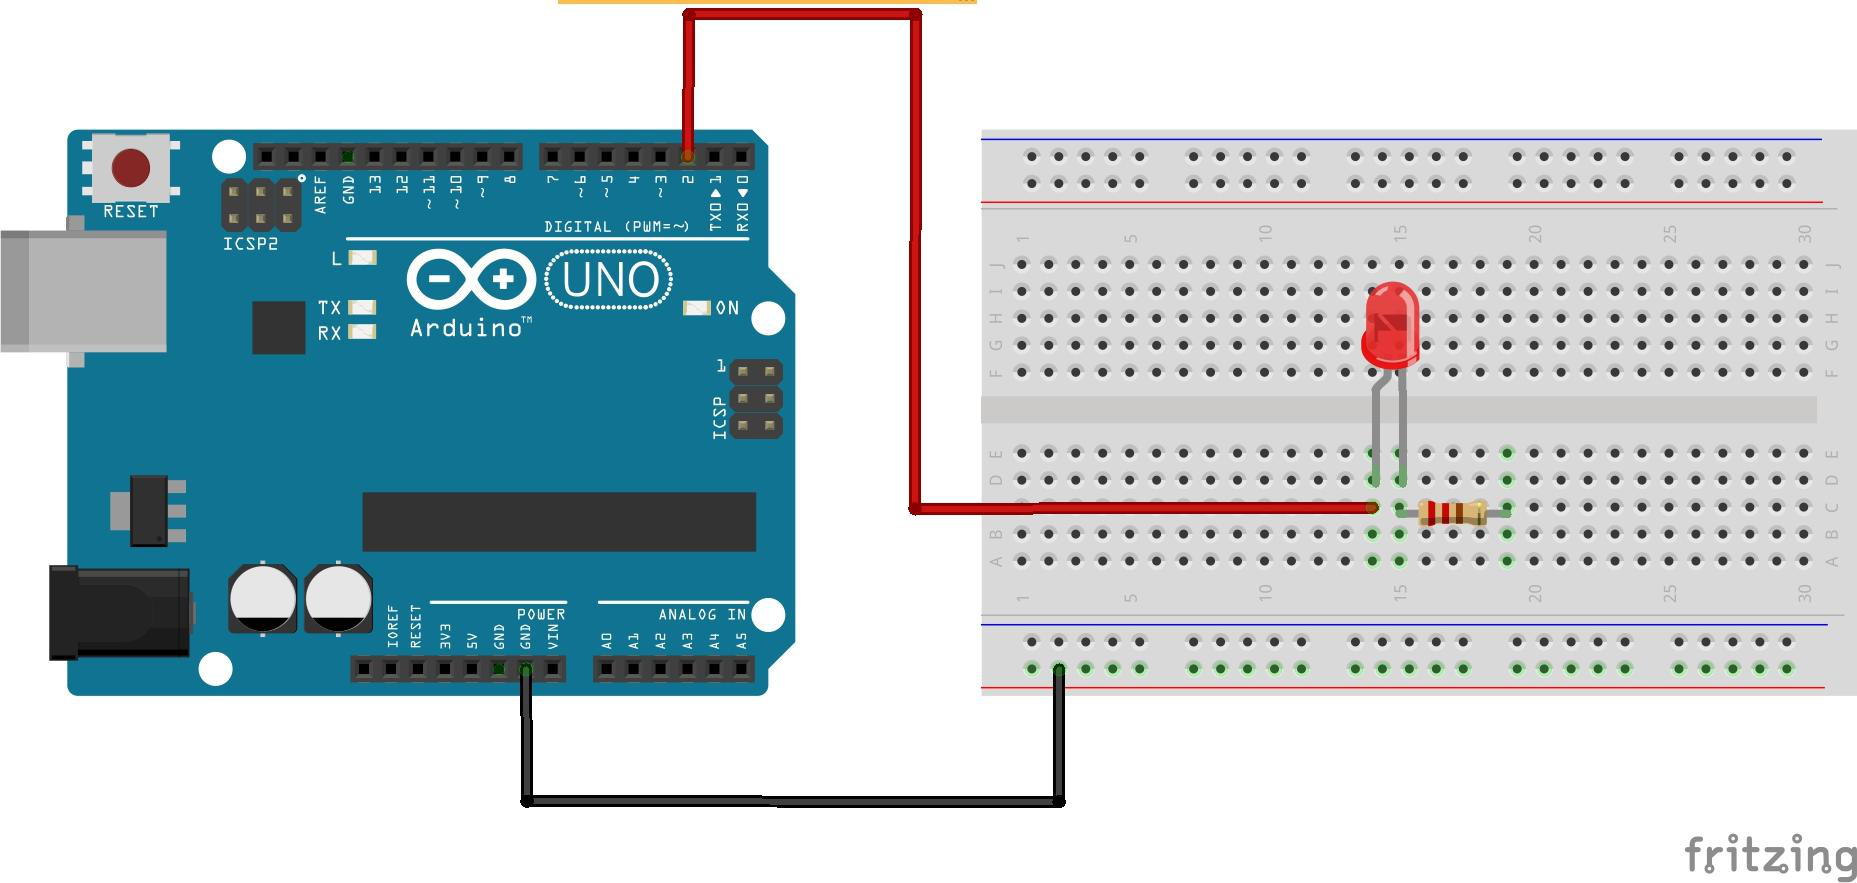 RESET
ICSP2
AREF
GND
13
12
~11
~10
~9
8
7
~6
~5
4
~3
2
TX0▶1
RX0◀0
DIGITAL (PWM=~)
L
TX
RX
Arduino™
UNO
ON
1
ICSP
IOREF
RESET
3V3
5V
GND
GND
VIN
POWER
ANALOG IN
A0
A1
A2
A3
A4
A5
1 5 10 15 20 25 30
J J
I I
H H
G G
F F
E E
D D
C C
B B
A A
1 5 10 15 20 25 30
fritzing